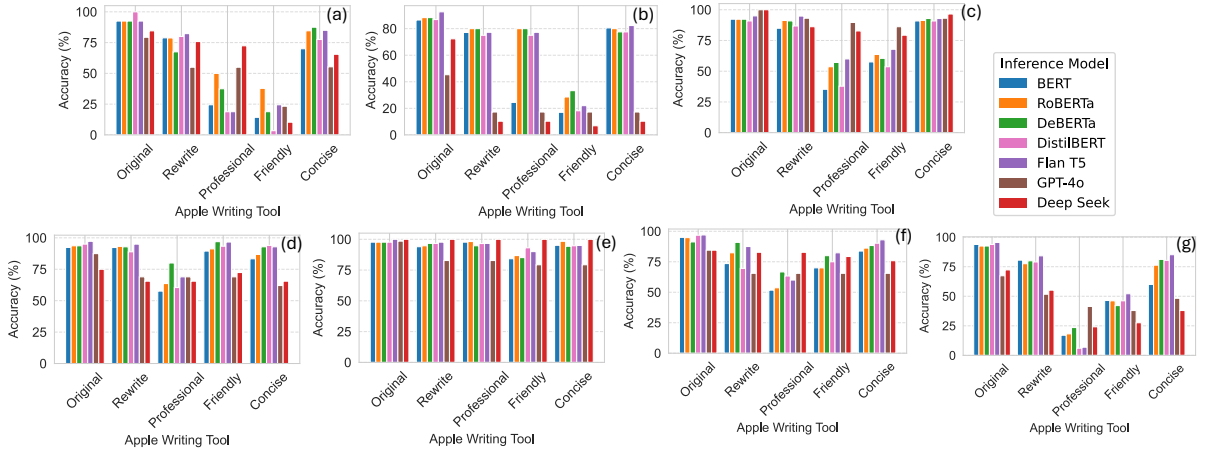 (a)
Accuracy (%)
100
75
50
25
0
Original
Rewrite
Professional
Friendly
Concise
Apple Writing Tool
(b)
Accuracy (%)
80
60
40
20
0
Original
Rewrite
Professional
Friendly
Concise
Apple Writing Tool
(c)
Accuracy (%)
100
75
50
25
0
Original
Rewrite
Professional
Friendly
Concise
Apple Writing Tool
Inference Model
BERT
RoBERTa
DeBERTa
DistilBERT
Flan T5
GPT-4o
Deep Seek
(d)
Accuracy (%)
100
75
50
25
0
Original
Rewrite
Professional
Friendly
Concise
Apple Writing Tool
(e)
Accuracy (%)
100
75
50
25
0
Original
Rewrite
Professional
Friendly
Concise
Apple Writing Tool
(f)
Accuracy (%)
100
75
50
25
0
Original
Rewrite
Professional
Friendly
Concise
Apple Writing Tool
(g)
Accuracy (%)
100
75
50
25
0
Original
Rewrite
Professional
Friendly
Concise
Apple Writing Tool